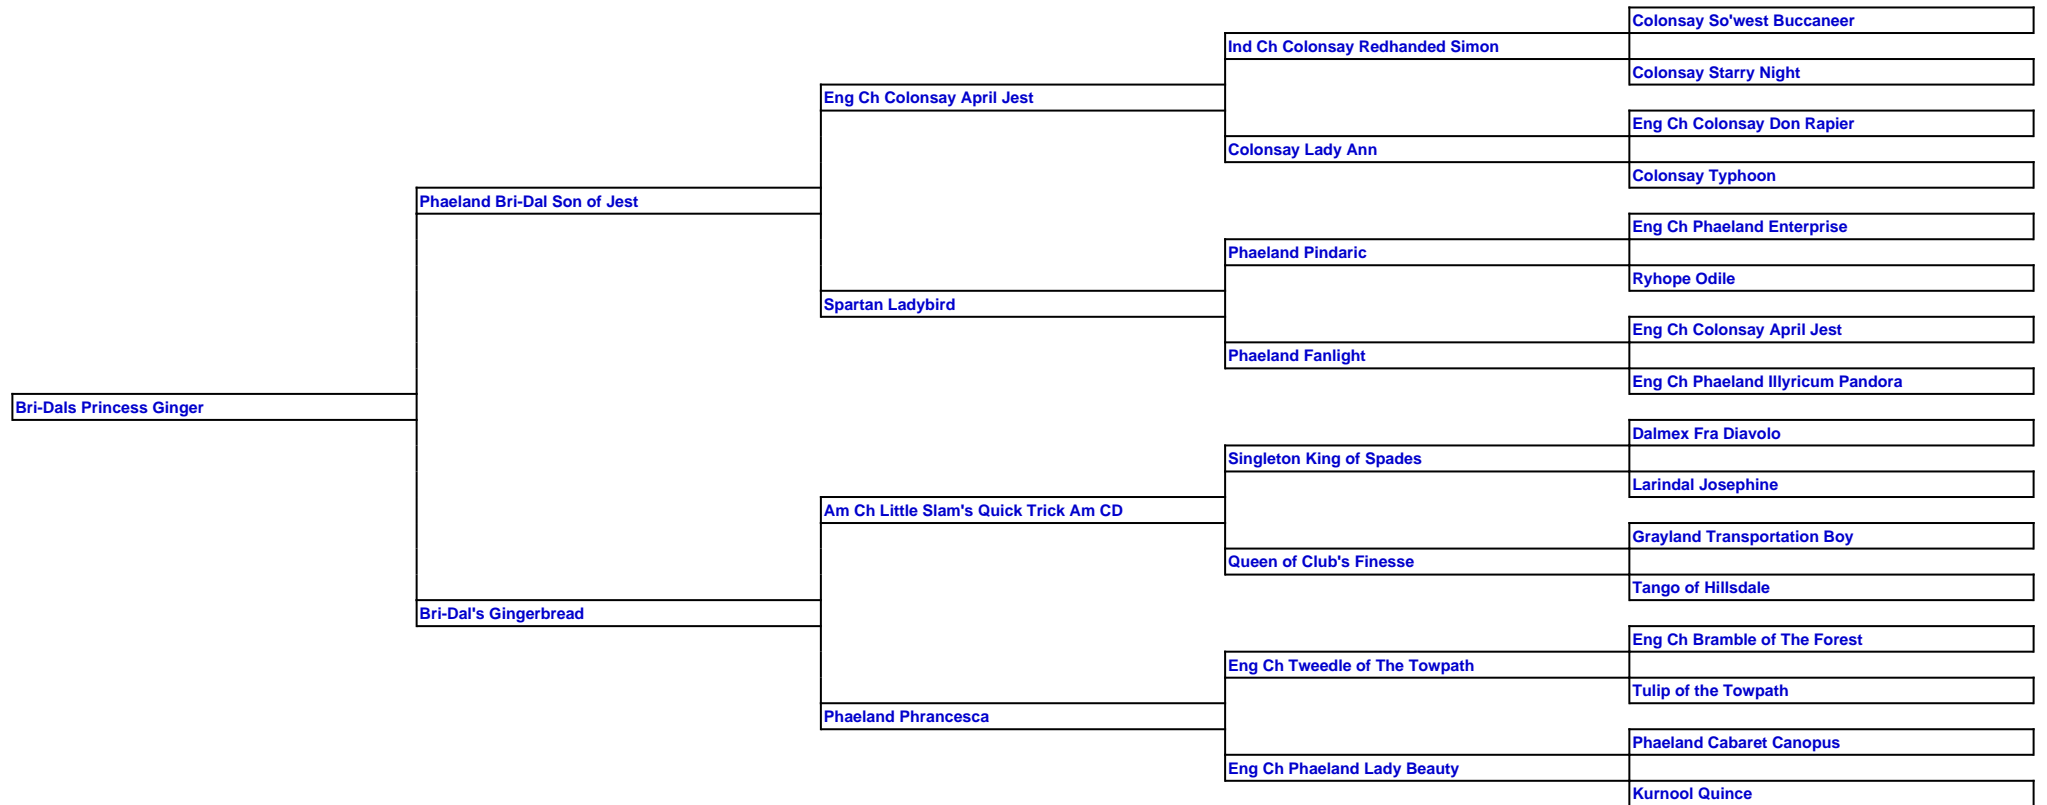 Colonsay So'west Buccaneer
Ind Ch Colonsay Redhanded Simon
Colonsay Starry Night
Eng Ch Colonsay April Jest
Eng Ch Colonsay Don Rapier
Colonsay Lady Ann
Colonsay Typhoon
Phaeland Bri-Dal Son of Jest
Eng Ch Phaeland Enterprise
Phaeland Pindaric
Ryhope Odile
Spartan Ladybird
Eng Ch Colonsay April Jest
Phaeland Fanlight
Eng Ch Phaeland Illyricum Pandora
Bri-Dals Princess Ginger
Dalmex Fra Diavolo
Singleton King of Spades
Larindal Josephine
Am Ch Little Slam's Quick Trick Am CD
Grayland Transportation Boy
Queen of Club's Finesse
Tango of Hillsdale
Bri-Dal's Gingerbread
Eng Ch Bramble of The Forest
Eng Ch Tweedle of The Towpath
Tulip of the Towpath
Phaeland Phrancesca
Phaeland Cabaret Canopus
Eng Ch Phaeland Lady Beauty
Kurnool Quince